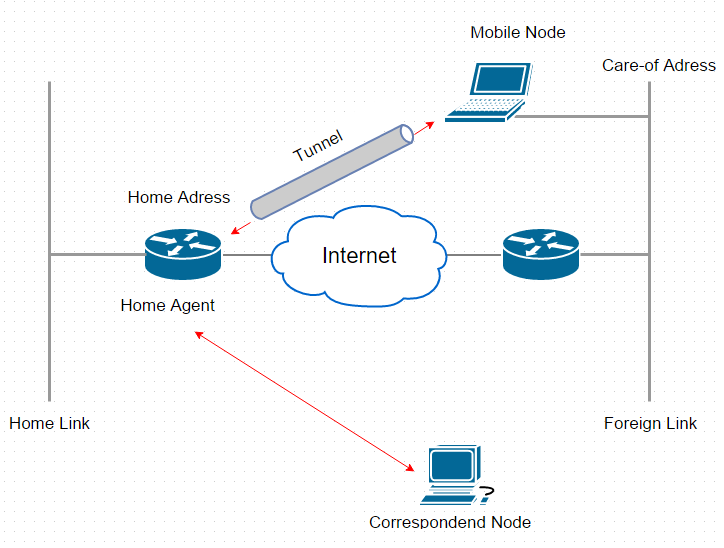 Mobile Node
Care-of Adress
Tunnel
Home Adress
Internet
Home Agent
Home Link
Foreign Link
Correspondend Node